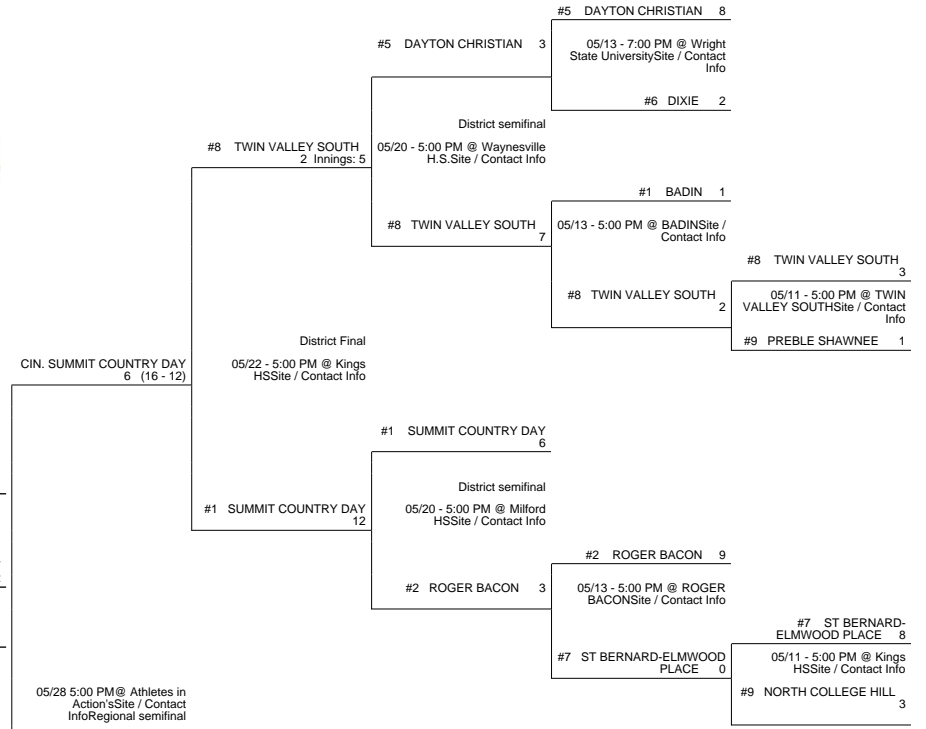 #5 DAYTON CHRISTIAN 8
05/13 - 7:00 PM @ Wright
State UniversitySite / Contact
Info
#6 DIXIE 2
#5 DAYTON CHRISTIAN 3
District semifinal
05/20 - 5:00 PM @ Waynesville
H.S.Site / Contact Info
#8 TWIN VALLEY SOUTH
2 Innings: 5
#1 BADIN 1
05/13 - 5:00 PM @ BADINSite /
Contact Info
#8 TWIN VALLEY SOUTH
7
#8 TWIN VALLEY SOUTH
3
05/11 - 5:00 PM @ TWIN
VALLEY SOUTHSite / Contact
Info
#9 PREBLE SHAWNEE 1
#8 TWIN VALLEY SOUTH
2
District Final
05/22 - 5:00 PM @ Kings
HSSite / Contact Info
CIN. SUMMIT COUNTRY DAY
6 (16 - 12)
#1 SUMMIT COUNTRY DAY
6
District semifinal
05/20 - 5:00 PM @ Milford
HSSite / Contact Info
#1 SUMMIT COUNTRY DAY
12
#2 ROGER BACON 9
05/13 - 5:00 PM @ ROGER
BACONSite / Contact Info
#2 ROGER BACON 3
#7 ST BERNARD-
ELMWOOD PLACE 8
05/11 - 5:00 PM @ Kings
HSSite / Contact Info
#9 NORTH COLLEGE HILL
3
#7 ST BERNARD-ELMWOOD
PLACE 0
05/28 5:00 PM@ Athletes in
Action'sSite / Contact
InfoRegional semifinal